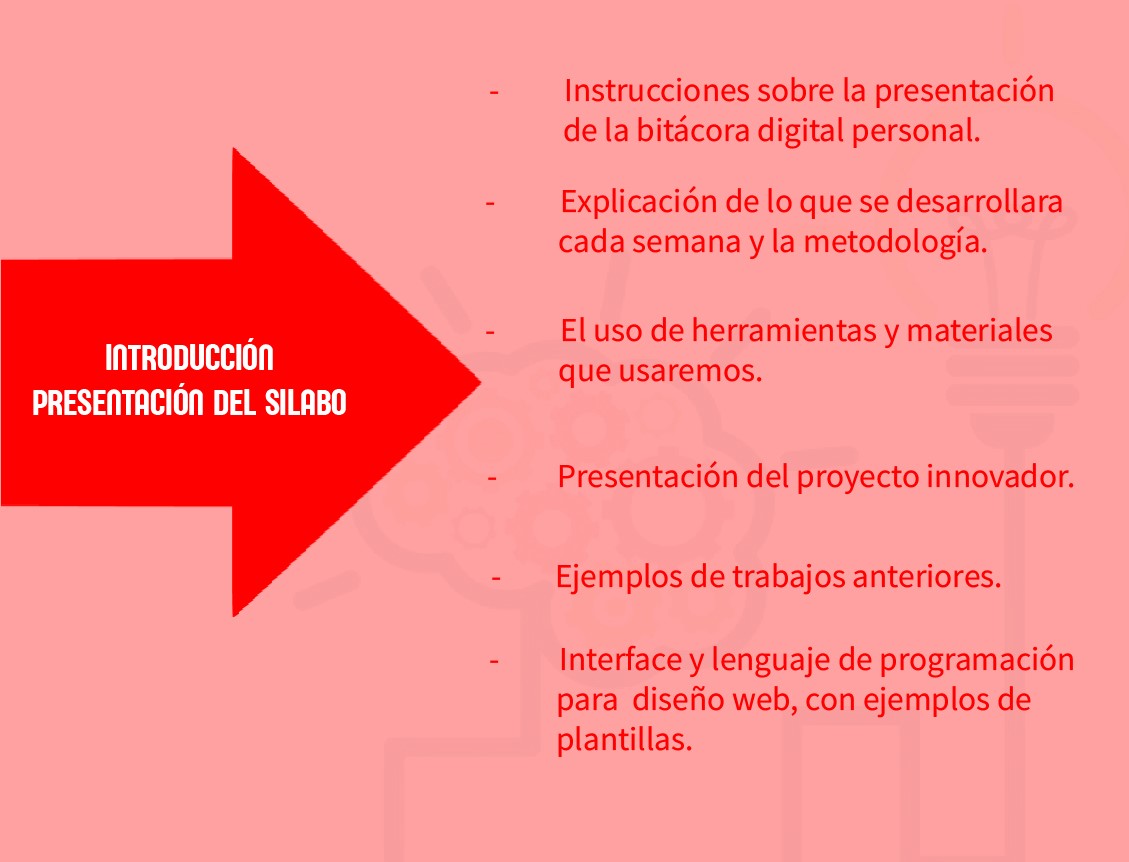 INTRODUCCIÓN
PRESENTACIÓN DEL SILABO
- Instrucciones sobre la presentación
de la bitácora digital personal.
- Explicación de lo que se desarrollara
cada semana y la metodología.
- El uso de herramientas y materiales
que usaremos.
- Presentación del proyecto innovador.
- Ejemplos de trabajos anteriores.
- Interface y lenguaje de programación
para diseño web, con ejemplos de
plantillas.